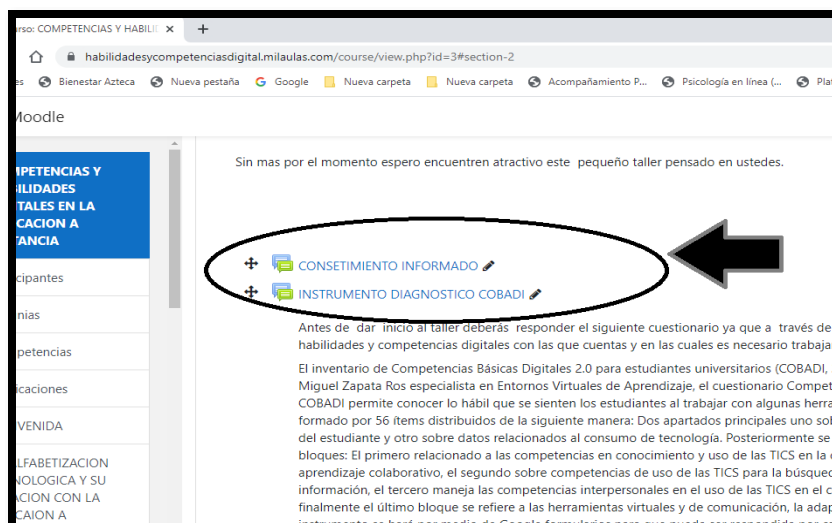 urso: COMPETENCIAS Y HABILI
habilidadesycompetenciasdigital.milaulas.com/course/view.php?id=3#section-2
es Bienestar Azteca Nueva pestaña Google Nueva carpeta Nueva carpeta Acompañamiento P... Psicología en línea (... Plat
Moodle
MPETENCIAS Y
BILIDADES
ITALES EN LA
CACION A
TANCIA
cipantes
nias
petencias
icaciones
VENIDA
LFABETIZACION
NOLOGICA Y SU
ACION CON LA
CAION A
Sin mas por el momento espero encuentren atractivo este pequeño taller pensado en ustedes.
CONSETIMIENTO INFORMADO
INSTRUMENTO DIAGNOSTICO COBADI
Antes de dar inicio al taller deberás responder el siguiente cuestionario ya que a través de
habilidades y competencias digitales con las que cuentas y en las cuales es necesario trabaja
El inventario de Competencias Básicas Digitales 2.0 para estudiantes universitarios (COBADI,
Miguel Zapata Ros especialista en Entornos Virtuales de Aprendizaje, el cuestionario Compet
COBADI permite conocer lo hábil que se sienten los estudiantes al trabajar con algunas herra
formado por 56 ítems distribuidos de la siguiente manera: Dos apartados principales uno sob
del estudiante y otro sobre datos relacionados al consumo de tecnología. Posteriormente se
bloques: El primero relacionado a las competencias en conocimiento y uso de las TICS en la c
aprendizaje colaborativo, el segundo sobre competencias de uso de las TICS para la búsqued
información, el tercero maneja las competencias interpersonales en el uso de las TICS en el c
finalmente el último bloque se refiere a las herramientas virtuales y de comunicación, la adap